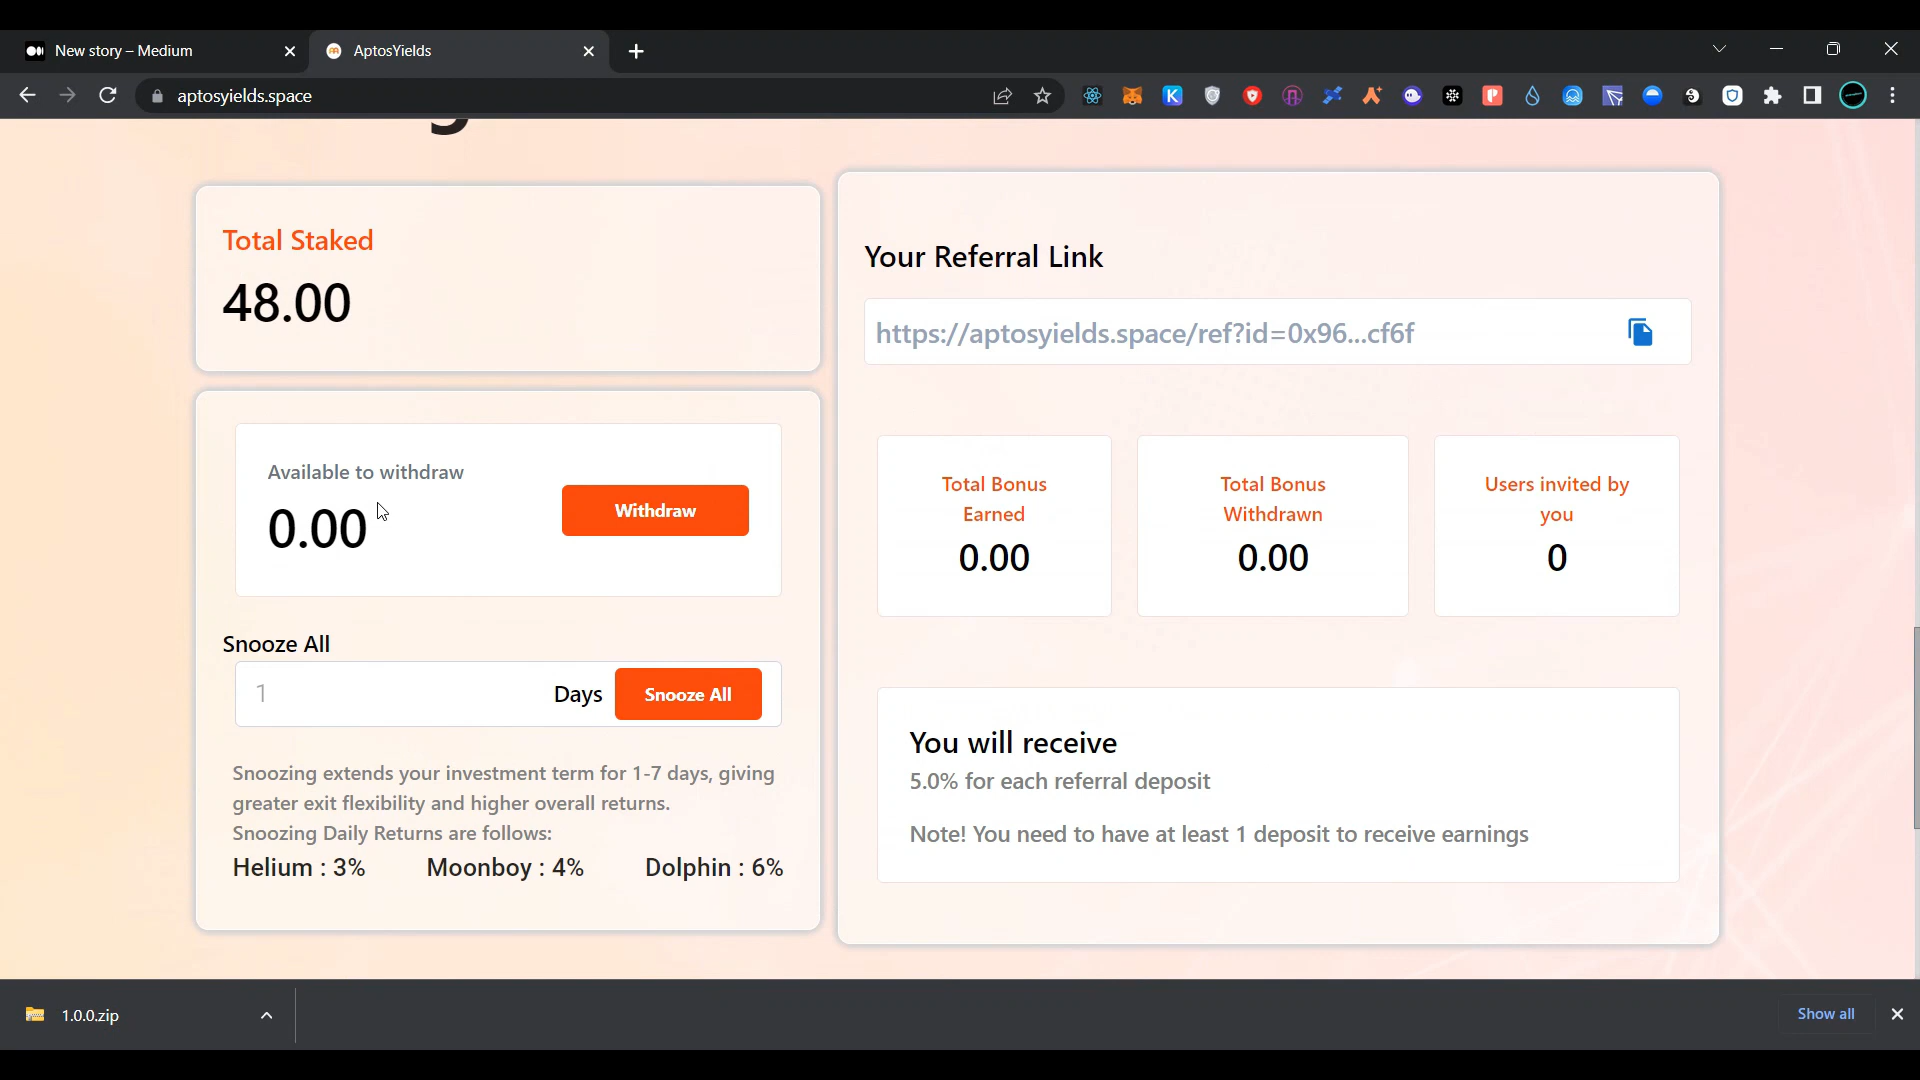 New story – Medium
AptosYields
aptosyields.space
Total Staked
48.00
Available to withdraw
0.00
Withdraw
Snooze All
1
Days
Snooze All
Snoozing extends your investment term for 1-7 days, giving
greater exit flexibility and higher overall returns.
Snoozing Daily Returns are follows:
Helium : 3%
Moonboy : 4%
Dolphin : 6%
Your Referral Link
https://aptosyields.space/ref?id=0x96...cf6f
Total Bonus
Earned
0.00
Total Bonus
Withdrawn
0.00
Users invited by
you
0
You will receive
5.0% for each referral deposit
Note! You need to have at least 1 deposit to receive earnings
1.0.0.zip
Show all